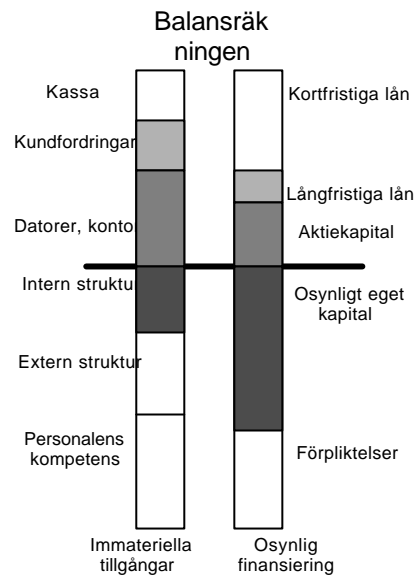 Balansräk
ningen
Kassa
Kortfristiga lån
Kundfordringar
Långfristiga lån
Datorer, konto
Aktiekapital
Intern struktu
Osynligt eget
kapital
Extern struktur
Personalens
kompetens
Förpliktelser
Immateriella
tillgångar
Osynlig
finansiering